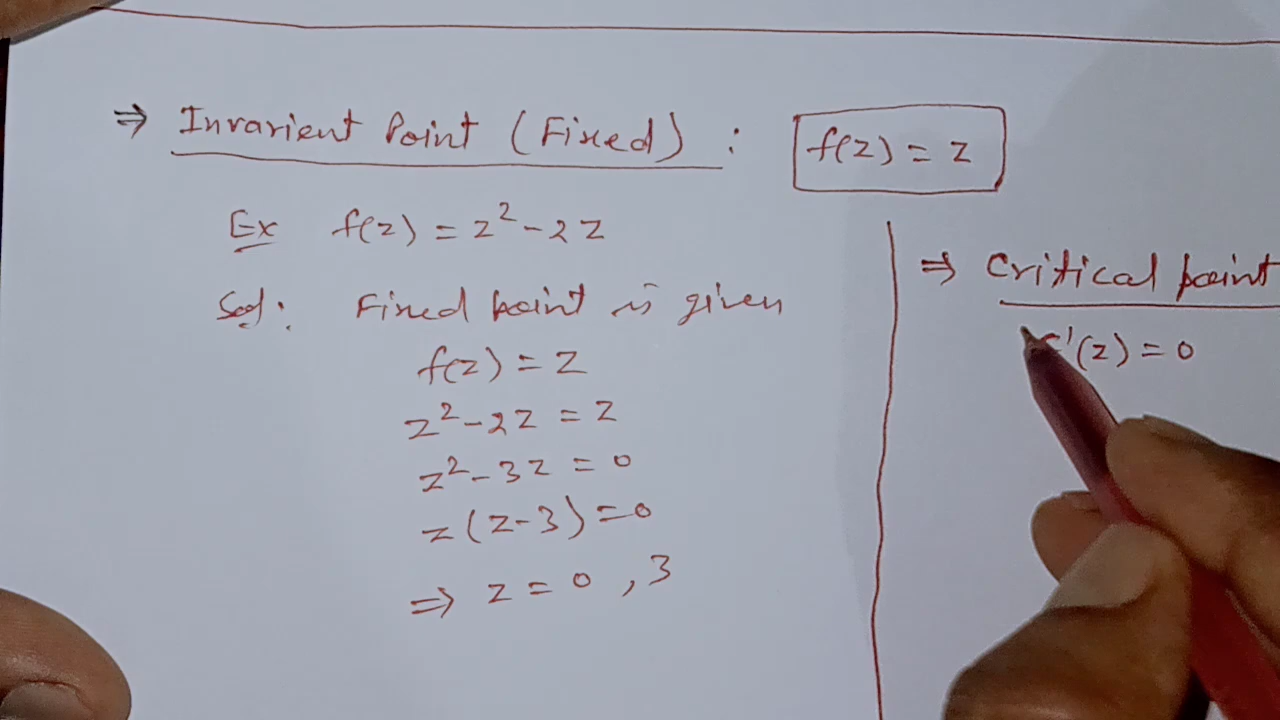 ⇒ Invarient Point (Fixed) : f(z) = z
Ex f(z) = z² - 2z
Sol: Fixed point is given
f(z) = z
z² - 2z = z
z² - 3z = 0
z(z-3) = 0
⇒ z = 0, 3
⇒ Critical point
f'(z) = 0